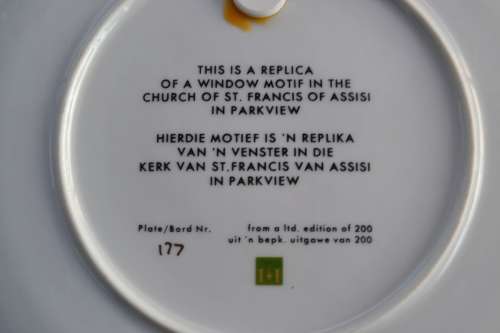 THIS IS A REPLICA
OF A WINDOW MOTIF IN THE
CHURCH OF ST. FRANCIS OF ASSISI
IN PARKVIEW
HIERDIE MOTIEF IS 'N REPLIKA
VAN 'N VENSTER IN DIE
KERK VAN ST.FRANCIS VAN ASSISI
IN PARKVIEW
Plate/Bord Nr.
177
from a ltd. edition of 200
uit 'n bepk. uitgawe van 200